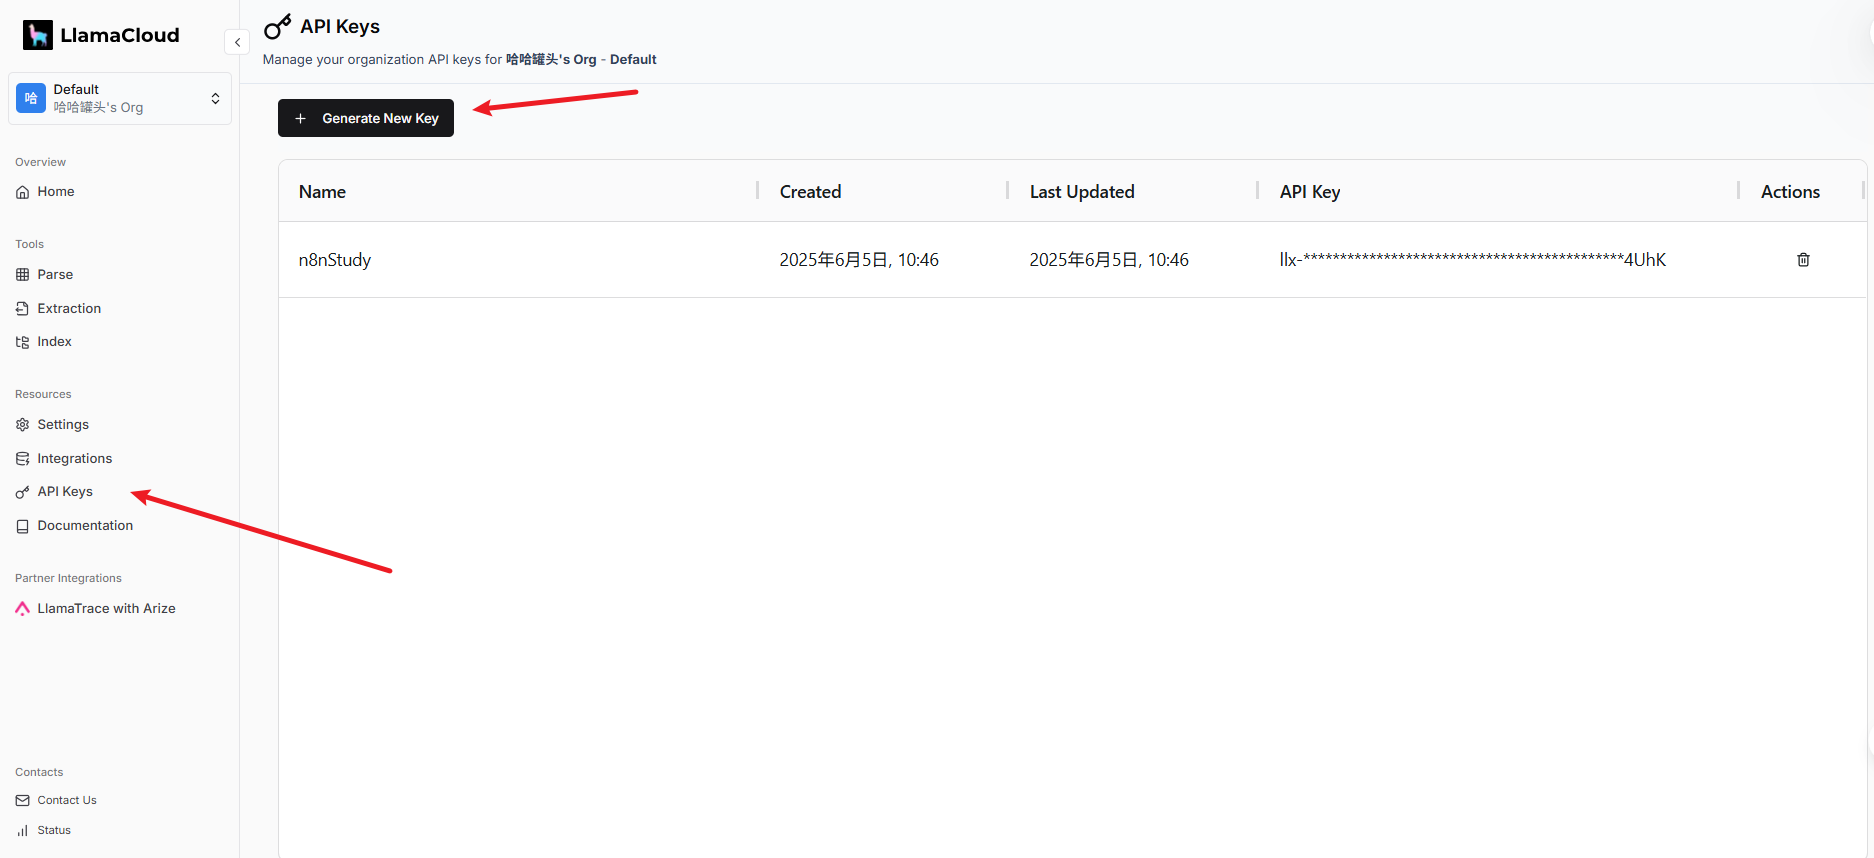 LlamaCloud
哈
Default
哈哈罐头's Org
Overview
Home
Tools
Parse
Extraction
Index
Resources
Settings
Integrations
API Keys
Documentation
Partner Integrations
LlamaTrace with Arize
Contacts
Contact Us
Status
API Keys
Manage your organization API keys for 哈哈罐头's Org - Default
Generate New Key
Name Created Last Updated API Key Actions
n8nStudy 2025年6月5日, 10:46 2025年6月5日, 10:46 llx-********************************************4UhK